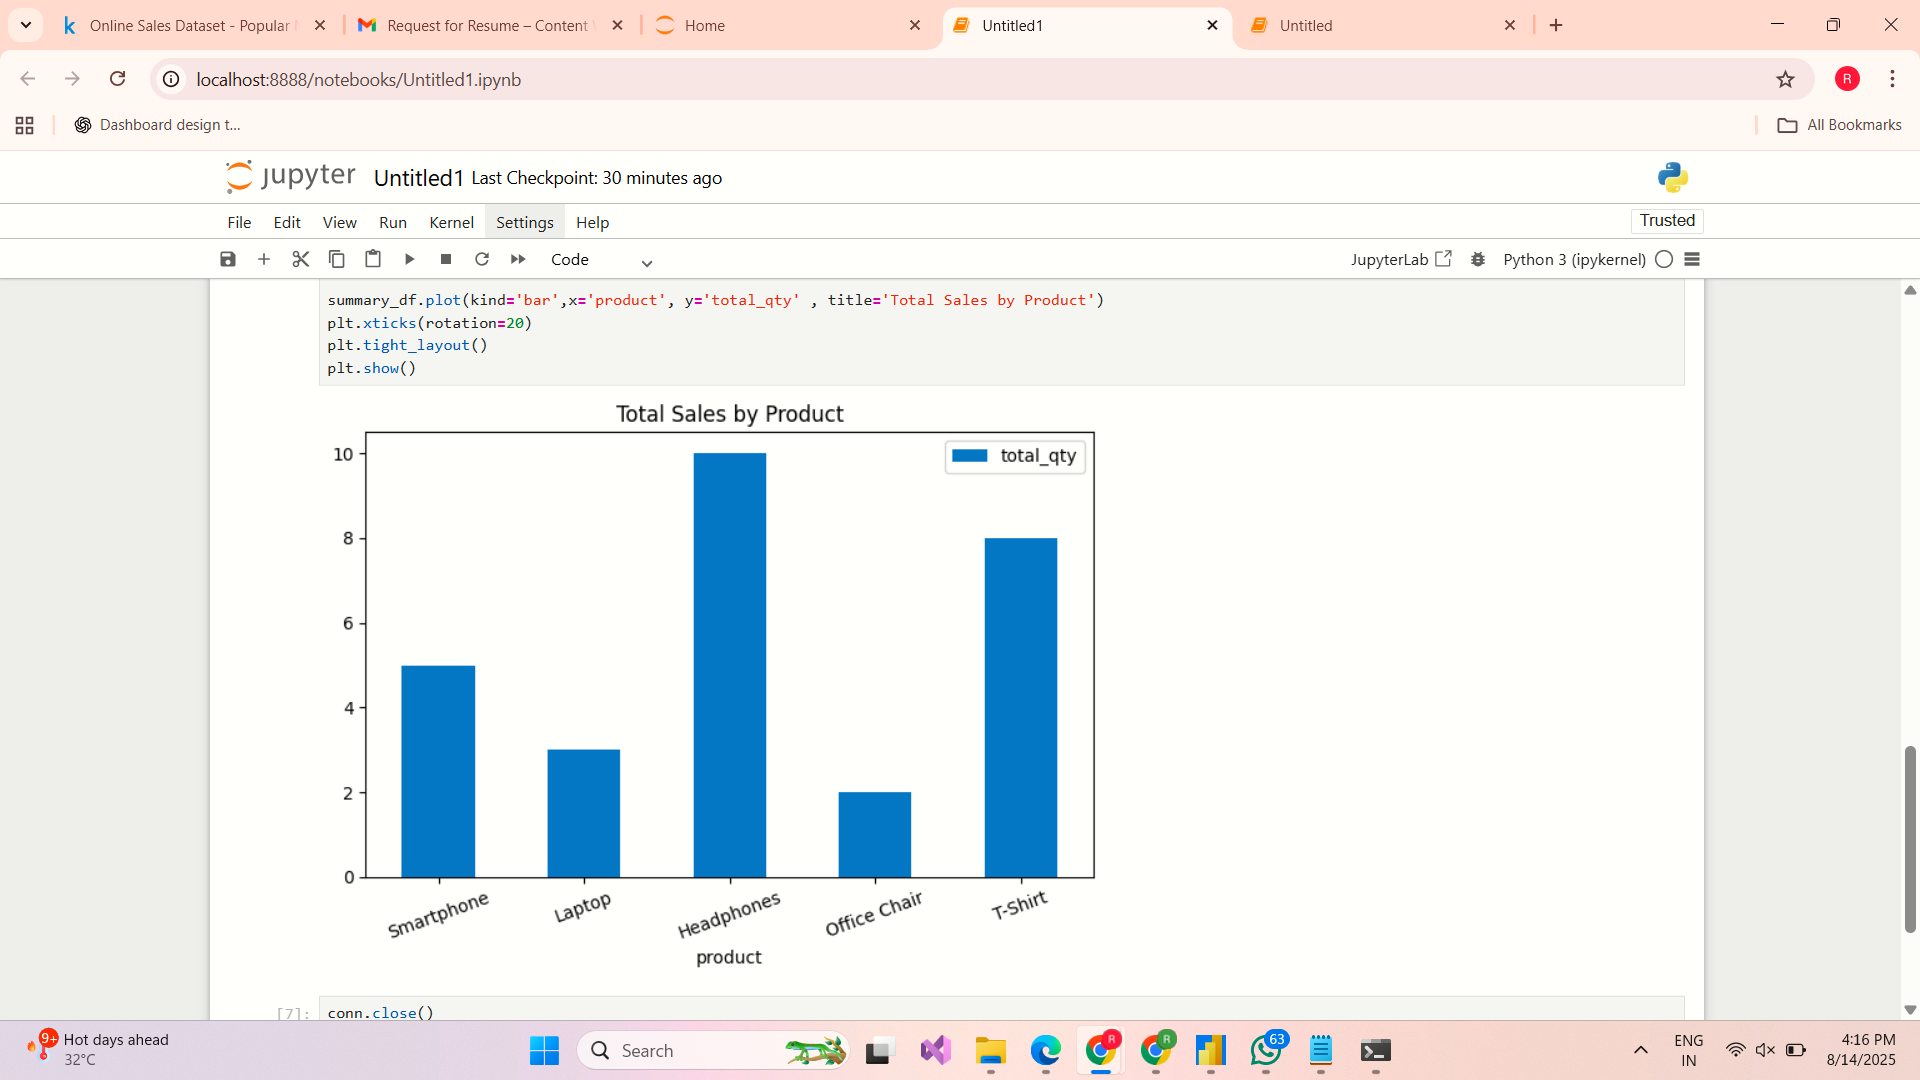 Online Sales Dataset - Popular
Request for Resume – Content
Home
Untitled1
Untitled
localhost:8888/notebooks/Untitled1.ipynb
R
Dashboard design t...
All Bookmarks
jupyter
Untitled1 Last Checkpoint: 30 minutes ago
File Edit View Run Kernel Settings Help
Trusted
Code
JupyterLab
Python 3 (ipykernel)
summary_df.plot(kind='bar',x='product', y='total_qty' , title='Total Sales by Product')
plt.xticks(rotation=20)
plt.tight_layout()
plt.show()
Total Sales by Product
total_qty
10
8
6
4
2
0
Smartphone
Laptop
Headphones
Office Chair
T-Shirt
product
[7]: conn.close()
9+
Hot days ahead
32°C
Search
R
R
63
ENG
IN
4:16 PM
8/14/2025